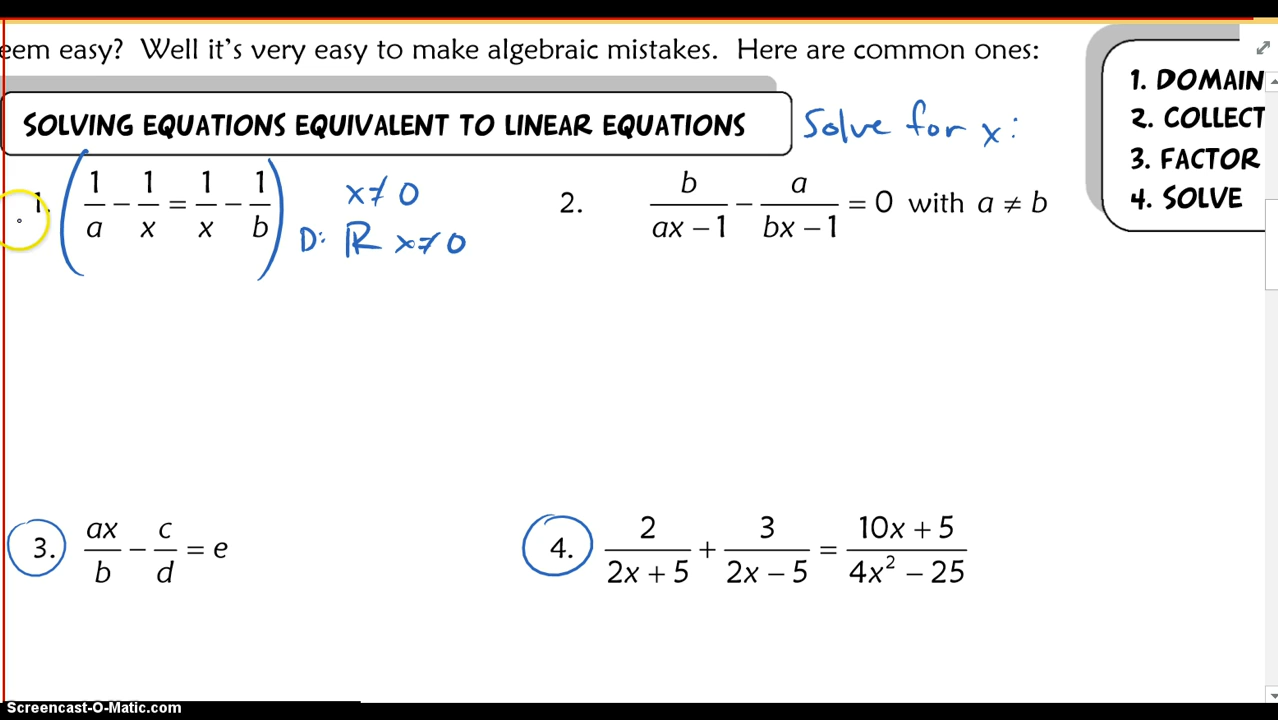 eem easy? Well it's very easy to make algebraic mistakes. Here are common ones:
SOLVING EQUATIONS EQUIVALENT TO LINEAR EQUATIONS
Solve for x:
1. DOMAIN
2. COLLECT
3. FACTOR
4. SOLVE
1. (1/a − 1/x = 1/x − 1/b)
x ≠ 0
D: ℝ x ≠ 0
2. b/(ax − 1) − a/(bx − 1) = 0 with a ≠ b
3. ax/b − c/d = e
4. 2/(2x + 5) + 3/(2x − 5) = (10x + 5)/(4x² − 25)
Screencast-O-Matic.com